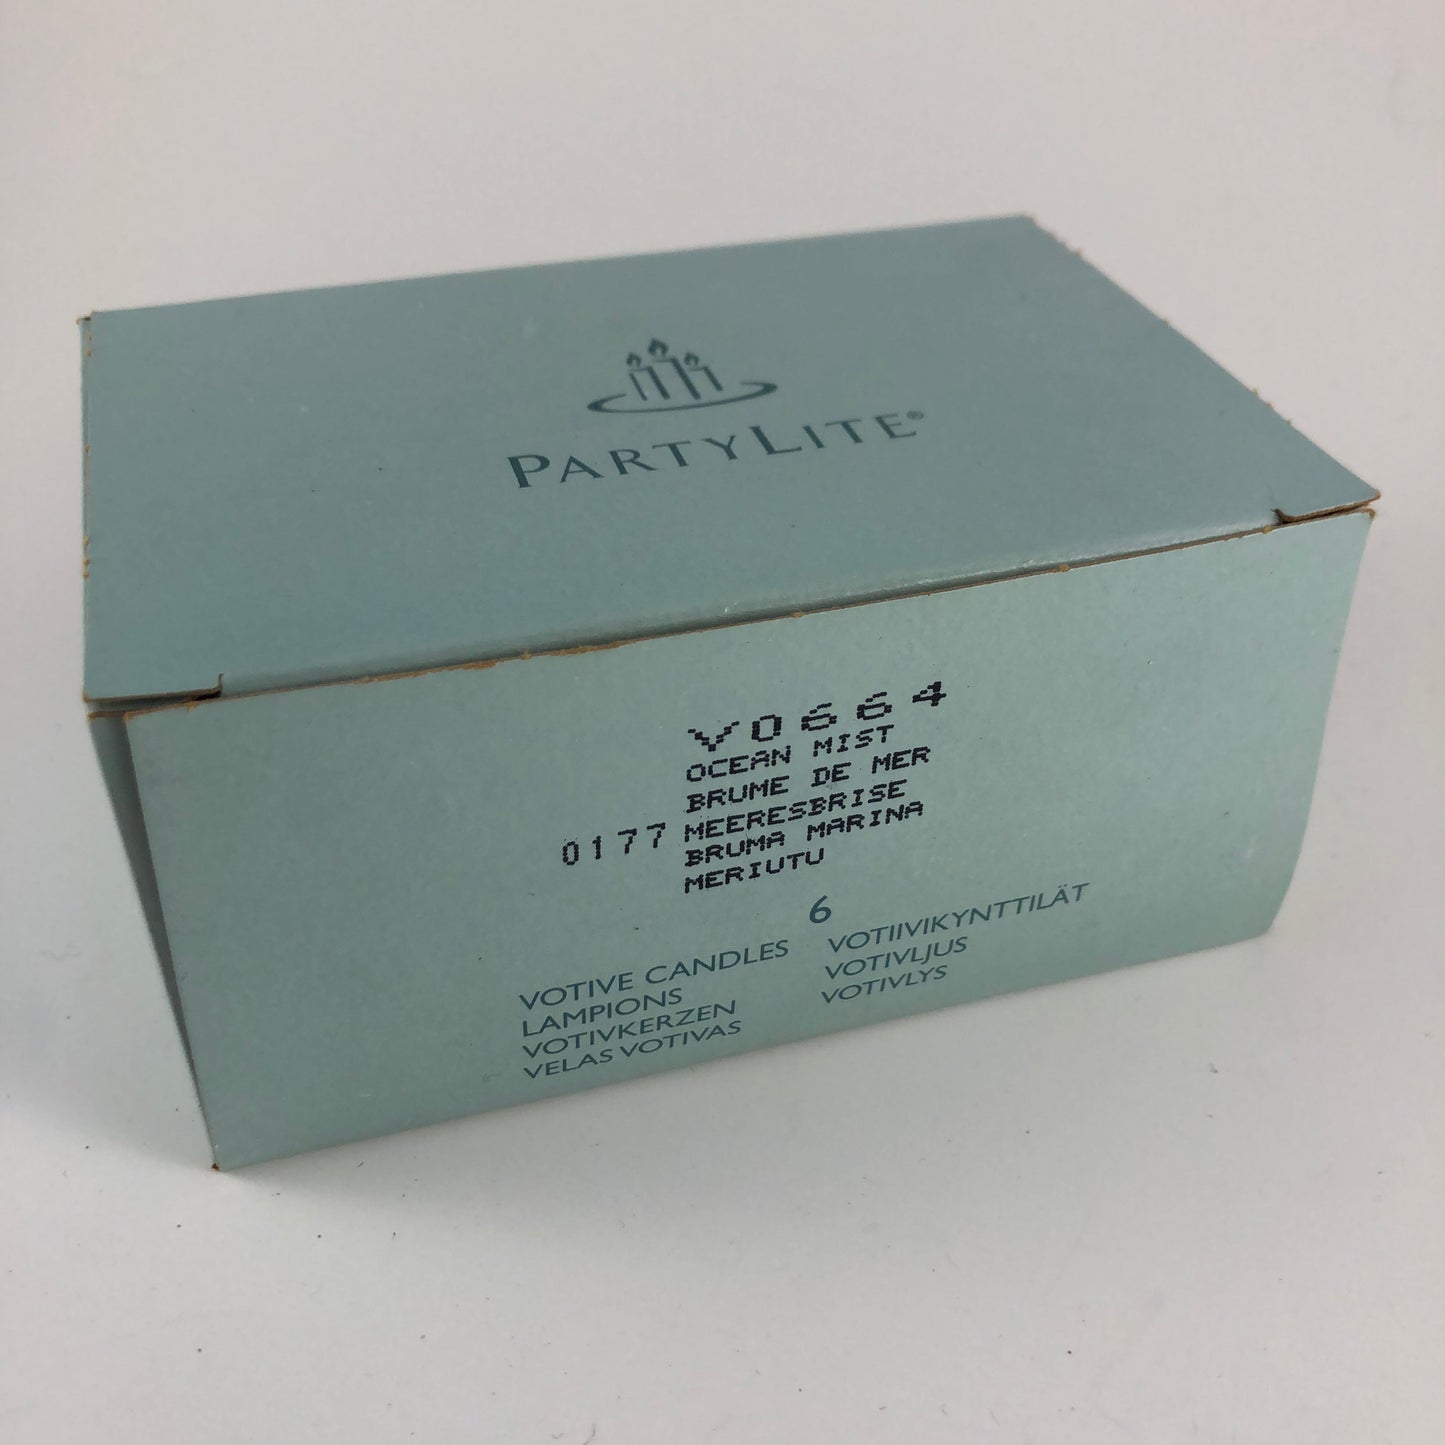 PARTYLITE®
V0664
OCEAN MIST
BRUME DE MER
0177 MEERESBRISE
BRUMA MARINA
MERIUTU
6
VOTIVE CANDLES
LAMPIONS
VOTIVKERZEN
VELAS VOTIVAS
VOTIIVIKYNTTILÄT
VOTIVLJUS
VOTIVLYS